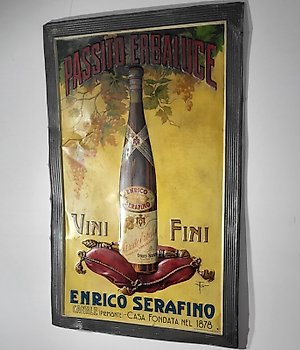 PASSITO ERBALUCE
ENRICO
SERAFINO
VINI FINI
ENRICO SERAFINO
CANALE (PIEMONTE) - CASA FONDATA NEL 1878